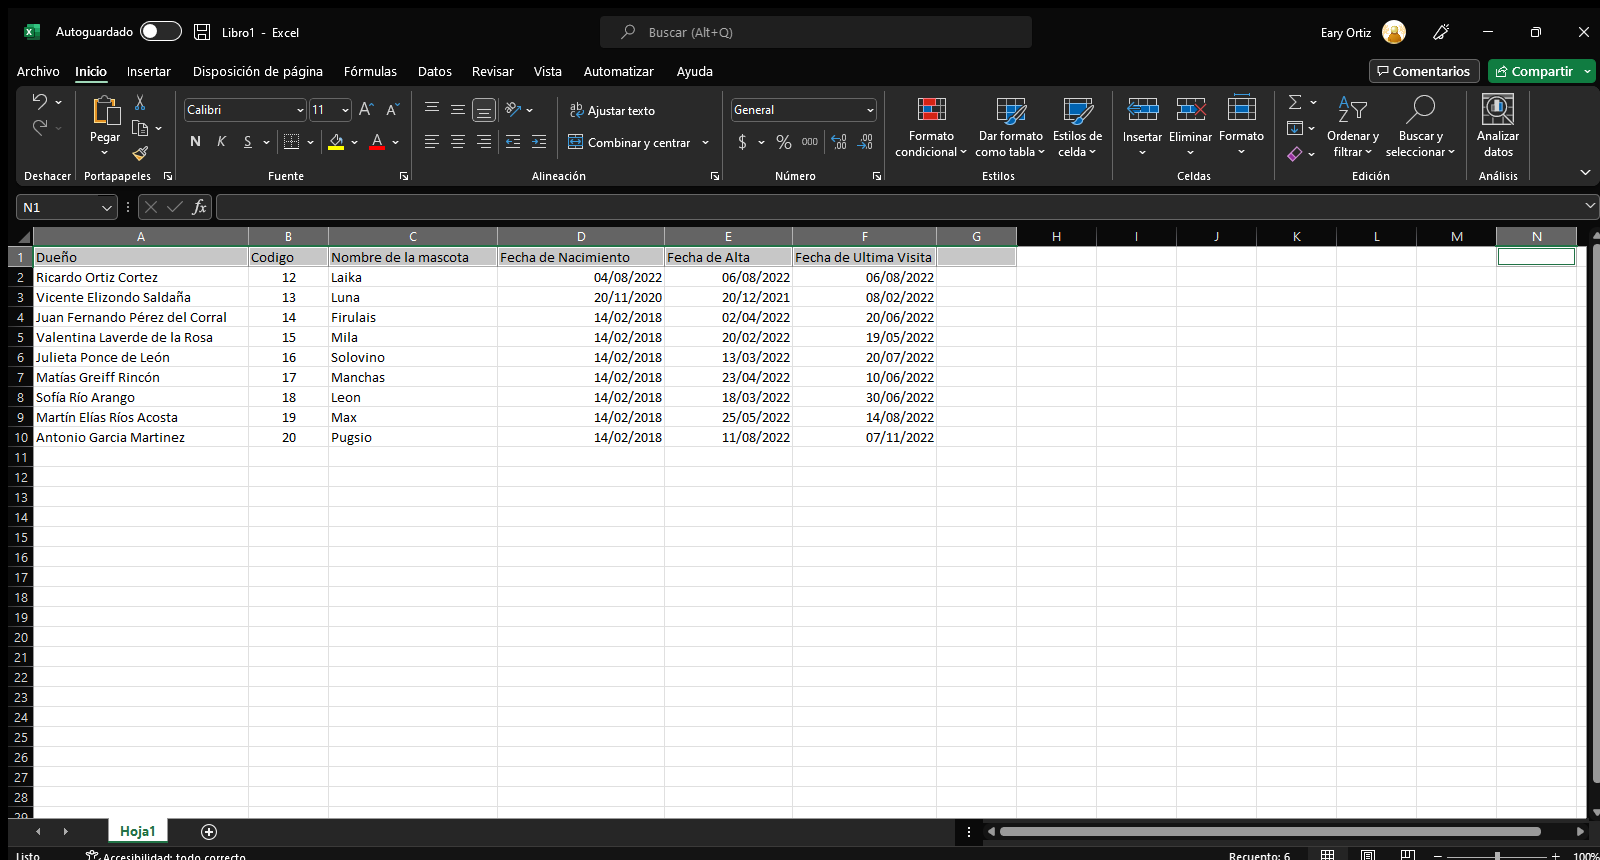 Autoguardado Libro1 - Excel Buscar (Alt+Q) Eary Ortiz
Archivo Inicio Insertar Disposición de página Fórmulas Datos Revisar Vista Automatizar Ayuda Comentarios Compartir
Calibri 11 A^ A˅ ab Ajustar texto General
Pegar N K S A Combinar y centrar $ % 000 Formato condicional Dar formato como tabla Estilos de celda Insertar Eliminar Formato Ordenar y filtrar Buscar y seleccionar Analizar datos
Deshacer Portapapeles Fuente Alineación Número Estilos Celdas Edición Análisis
N1 fx
A B C D E F G H I J K L M N
1 Dueño Codigo Nombre de la mascota Fecha de Nacimiento Fecha de Alta Fecha de Ultima Visita
2 Ricardo Ortiz Cortez 12 Laika 04/08/2022 06/08/2022 06/08/2022
3 Vicente Elizondo Saldaña 13 Luna 20/11/2020 20/12/2021 08/02/2022
4 Juan Fernando Pérez del Corral 14 Firulais 14/02/2018 02/04/2022 20/06/2022
5 Valentina Laverde de la Rosa 15 Mila 14/02/2018 20/02/2022 19/05/2022
6 Julieta Ponce de León 16 Solovino 14/02/2018 13/03/2022 20/07/2022
7 Matías Greiff Rincón 17 Manchas 14/02/2018 23/04/2022 10/06/2022
8 Sofía Río Arango 18 Leon 14/02/2018 18/03/2022 30/06/2022
9 Martín Elías Ríos Acosta 19 Max 14/02/2018 25/05/2022 14/08/2022
10 Antonio Garcia Martinez 20 Pugsio 14/02/2018 11/08/2022 07/11/2022
11
12
13
14
15
16
17
18
19
20
21
22
23
24
25
26
27
28
29
Hoja1
Listo Accesibilidad: todo correcto Recuento: 6 100%